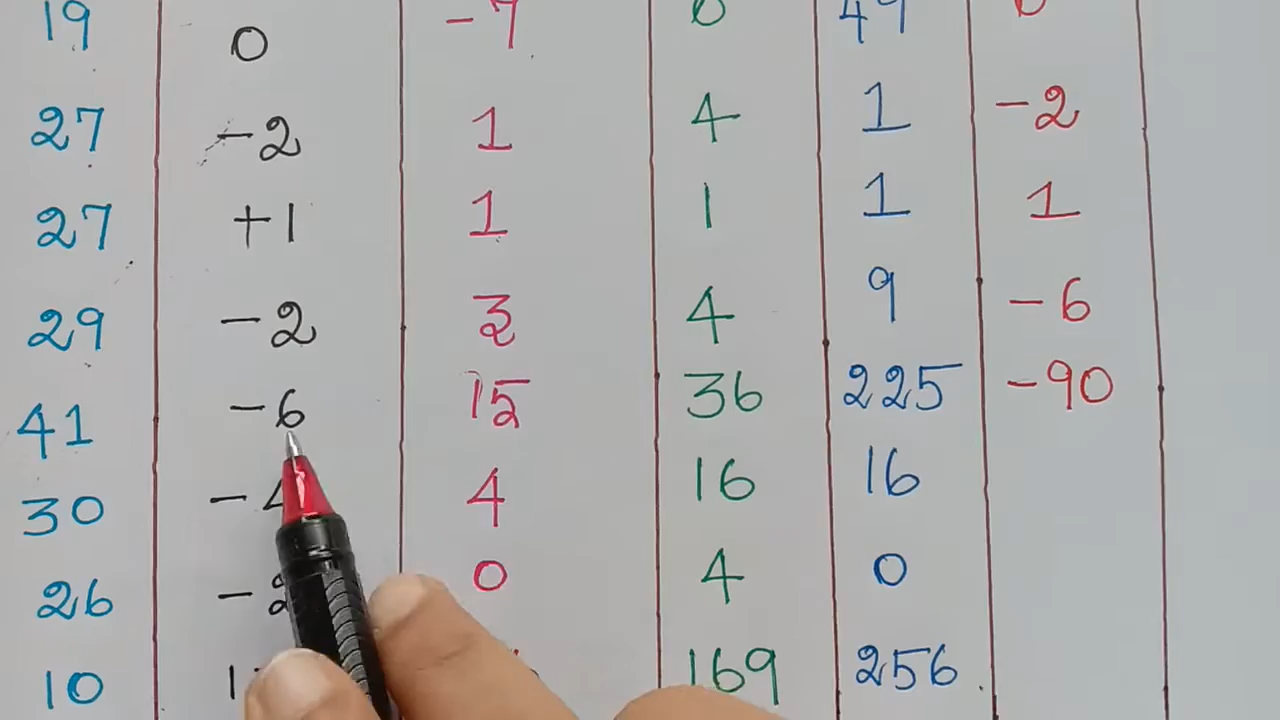 19 0 -7 0 49 0
27 -2 1 4 1 -2
27 +1 1 1 1 1
29 -2 3 4 9 -6
41 -6 15 36 225 -90
30 -4 4 16 16
26 -2 0 4 0
10 169 256